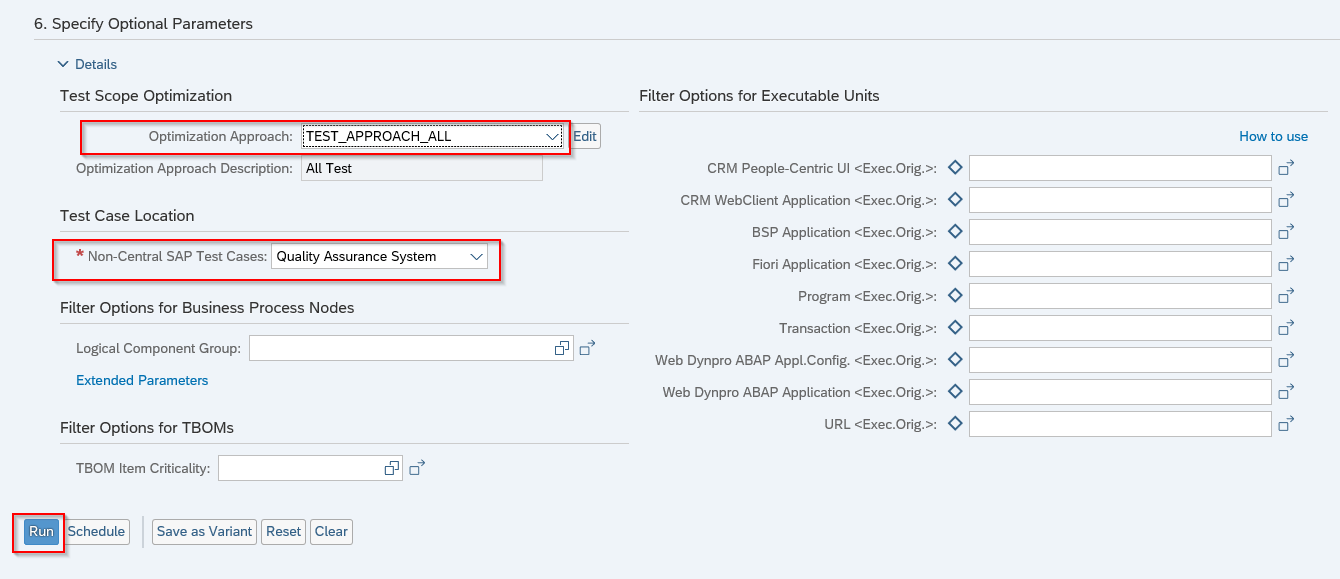 6. Specify Optional Parameters
Details
Test Scope Optimization
Optimization Approach: TEST_APPROACH_ALL Edit
Optimization Approach Description: All Test
Test Case Location
* Non-Central SAP Test Cases: Quality Assurance System
Filter Options for Business Process Nodes
Logical Component Group:
Extended Parameters
Filter Options for TBOMs
TBOM Item Criticality:
Filter Options for Executable Units
How to use
CRM People-Centric UI <Exec.Orig.>:
CRM WebClient Application <Exec.Orig.>:
BSP Application <Exec.Orig.>:
Fiori Application <Exec.Orig.>:
Program <Exec.Orig.>:
Transaction <Exec.Orig.>:
Web Dynpro ABAP Appl.Config. <Exec.Orig.>:
Web Dynpro ABAP Application <Exec.Orig.>:
URL <Exec.Orig.>:
Run Schedule Save as Variant Reset Clear